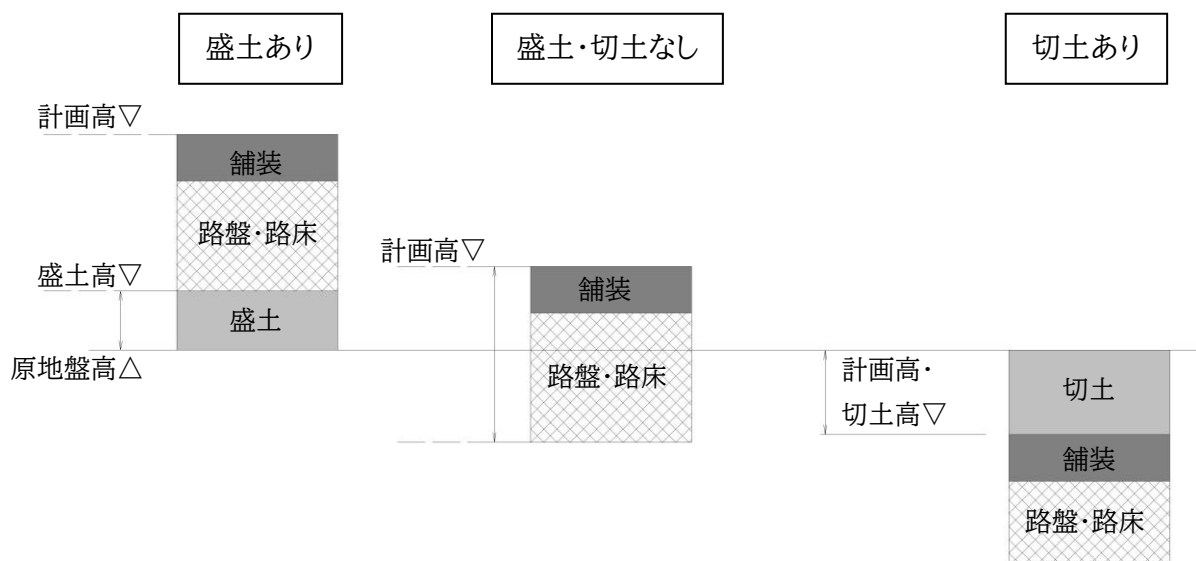 盛土あり
盛土・切土なし
切土あり
計画高▽
舗装
路盤・路床
盛土高▽
盛土
原地盤高△
計画高▽
舗装
路盤・路床
計画高・
切土高▽
切土
舗装
路盤・路床